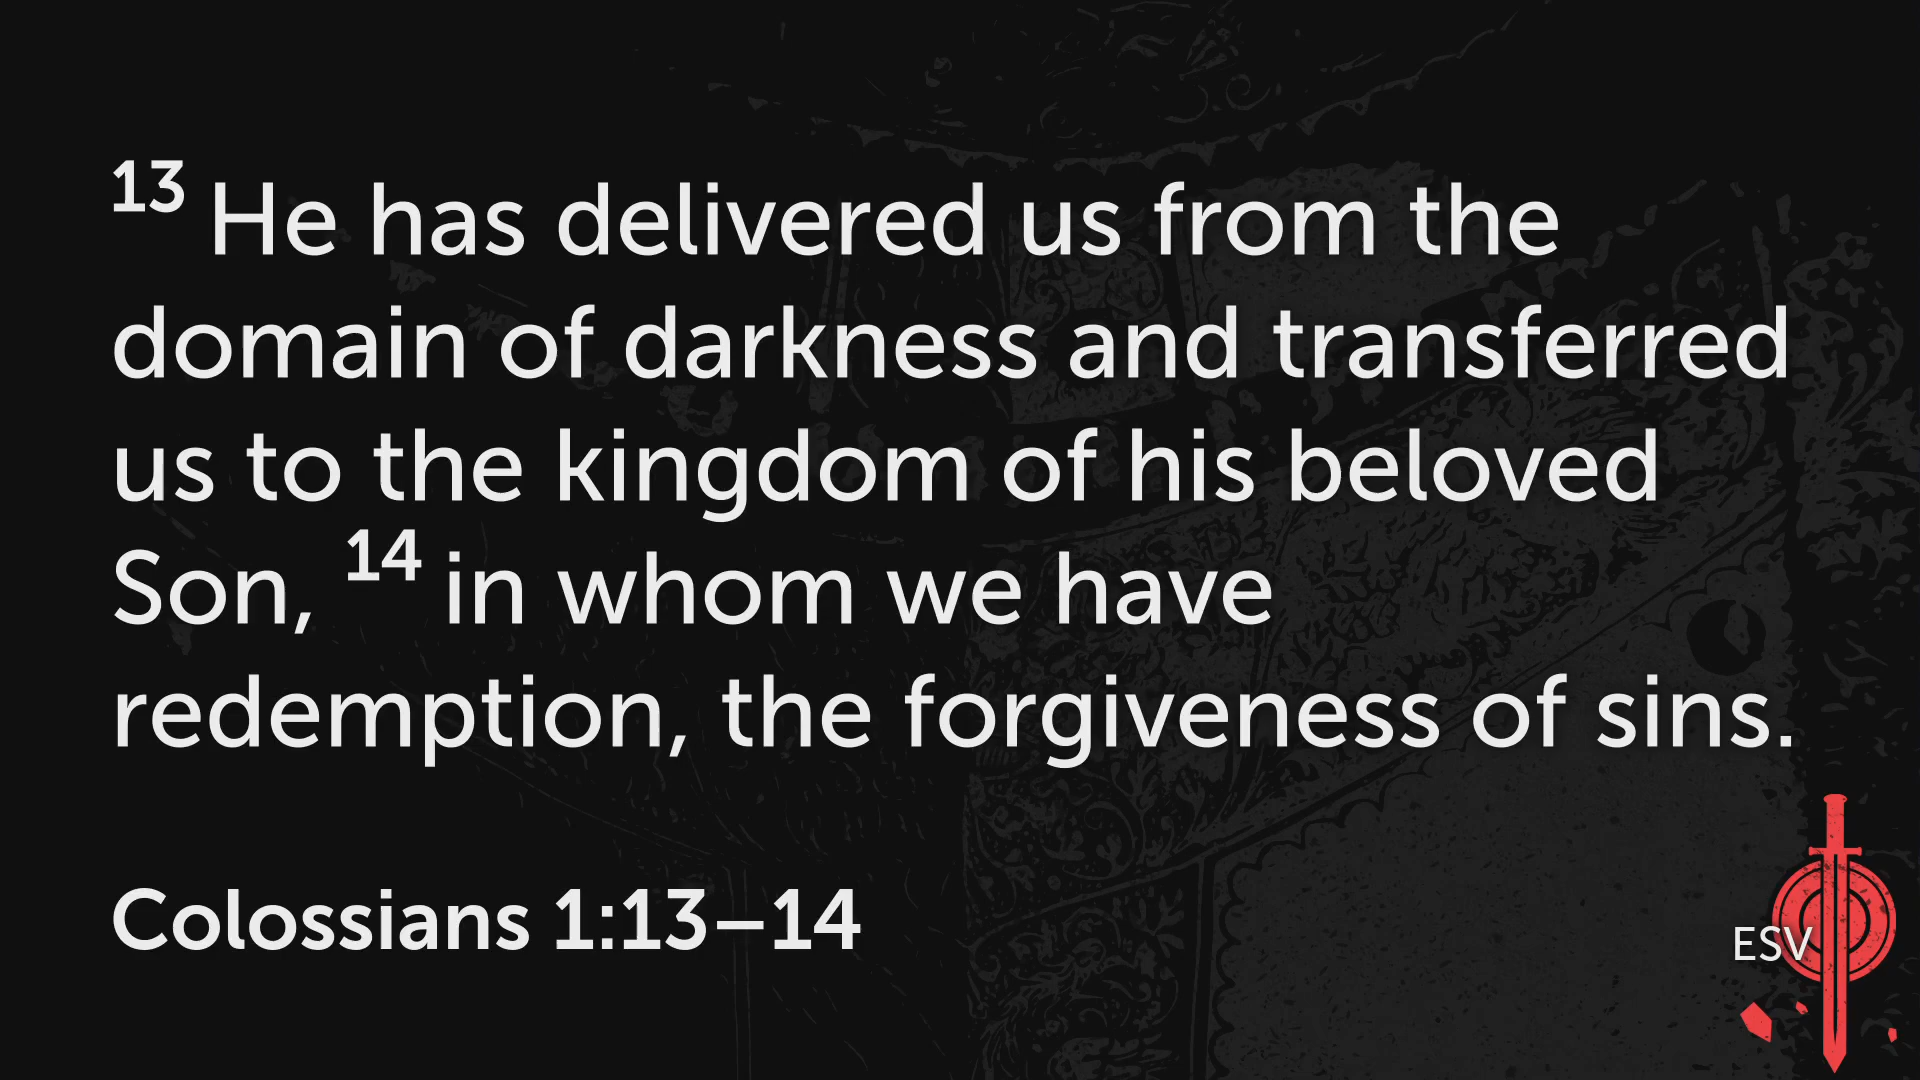 13 He has delivered us from the
domain of darkness and transferred
us to the kingdom of his beloved
Son, 14 in whom we have
redemption, the forgiveness of sins.
Colossians 1:13–14
ESV